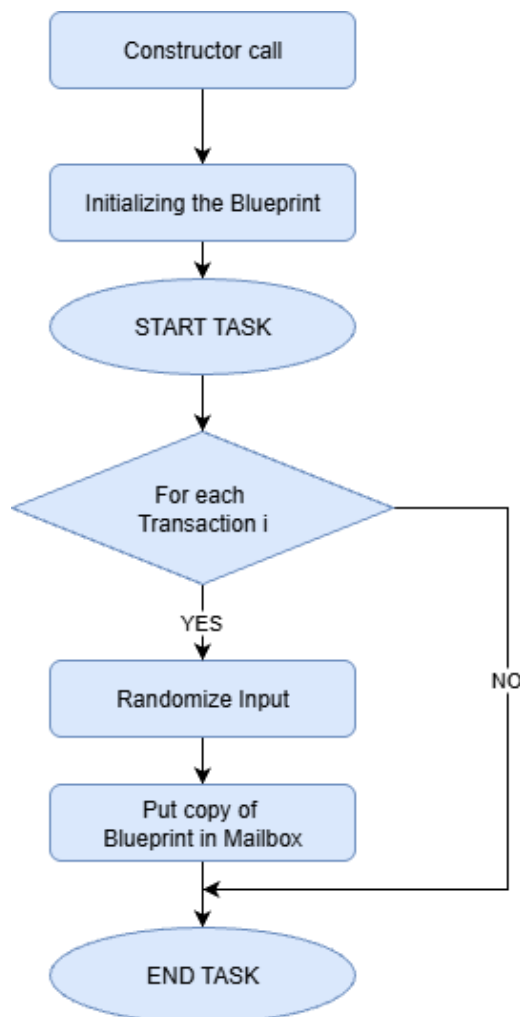 Constructor call
Initializing the Blueprint
START TASK
For each
Transaction i
YES
Randomize Input
NO
Put copy of
Blueprint in Mailbox
END TASK